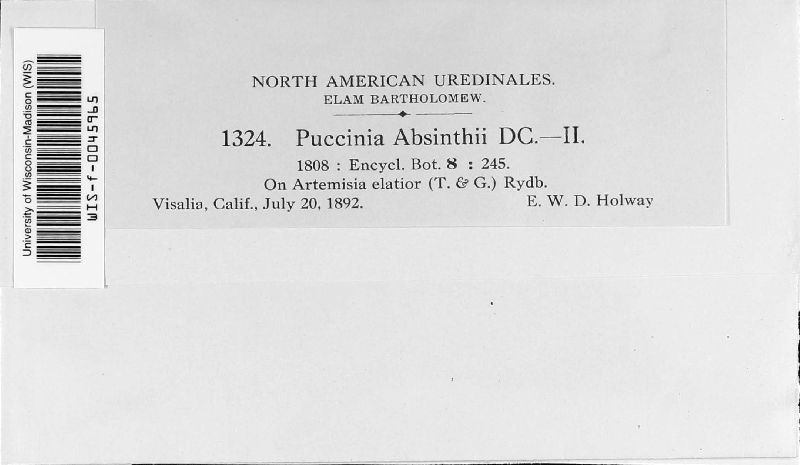 NORTH AMERICAN UREDINALES.
ELAM BARTHOLOMEW.
1324. Puccinia Absinthii DC.—II.
1808 : Encycl. Bot. 8 : 245.
On Artemisia elatior (T. & G.) Rydb.
Visalia, Calif., July 20, 1892. E. W. D. Holway
University of Wisconsin-Madison (WIS)
WIS-f-0045965